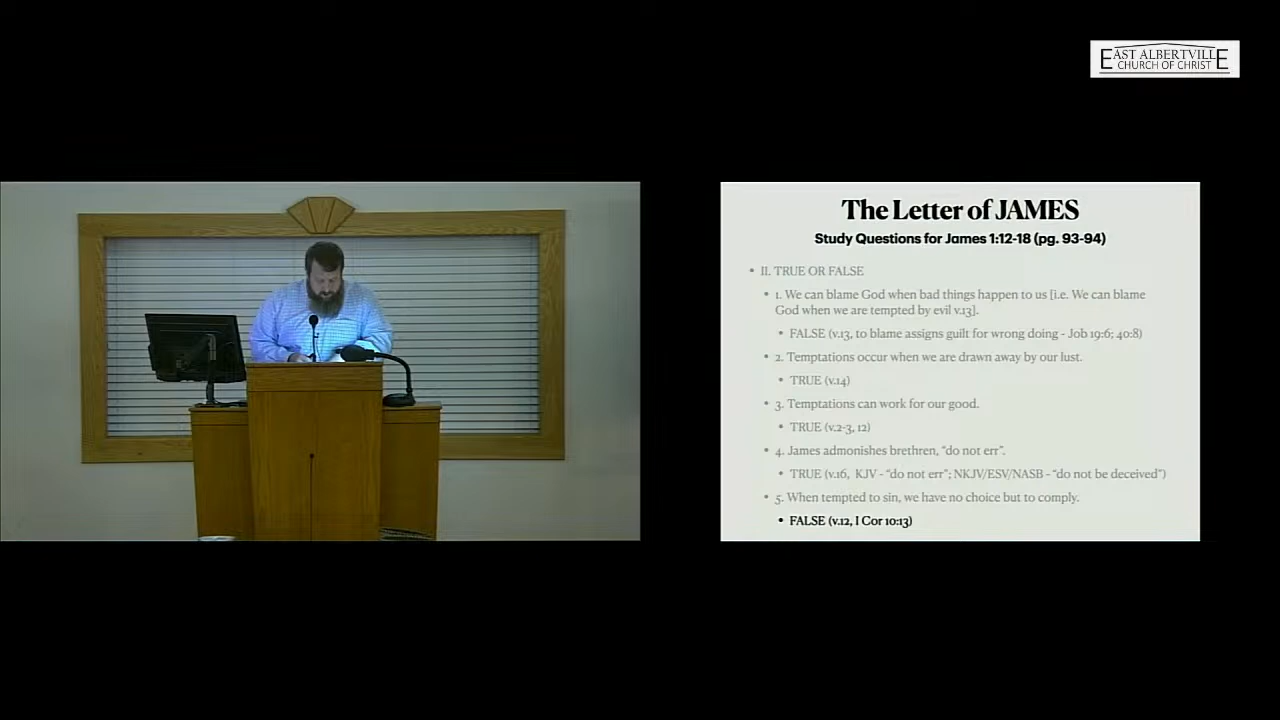 EAST ALBERTVILLE
CHURCH OF CHRIST
The Letter of JAMES
Study Questions for James 1:12-18 (pg. 93-94)
• II. TRUE OR FALSE
• 1. We can blame God when bad things happen to us [i.e. We can blame
God when we are tempted by evil v.13].
• FALSE (v.13, to blame assigns guilt for wrong doing - Job 19:6; 40:8)
• 2. Temptations occur when we are drawn away by our lust.
• TRUE (v.14)
• 3. Temptations can work for our good.
• TRUE (v.2-3, 12)
• 4. James admonishes brethren, “do not err”.
• TRUE (v.16, KJV - “do not err”; NKJV/ESV/NASB - “do not be deceived”)
• 5. When tempted to sin, we have no choice but to comply.
• FALSE (v.12, I Cor 10:13)